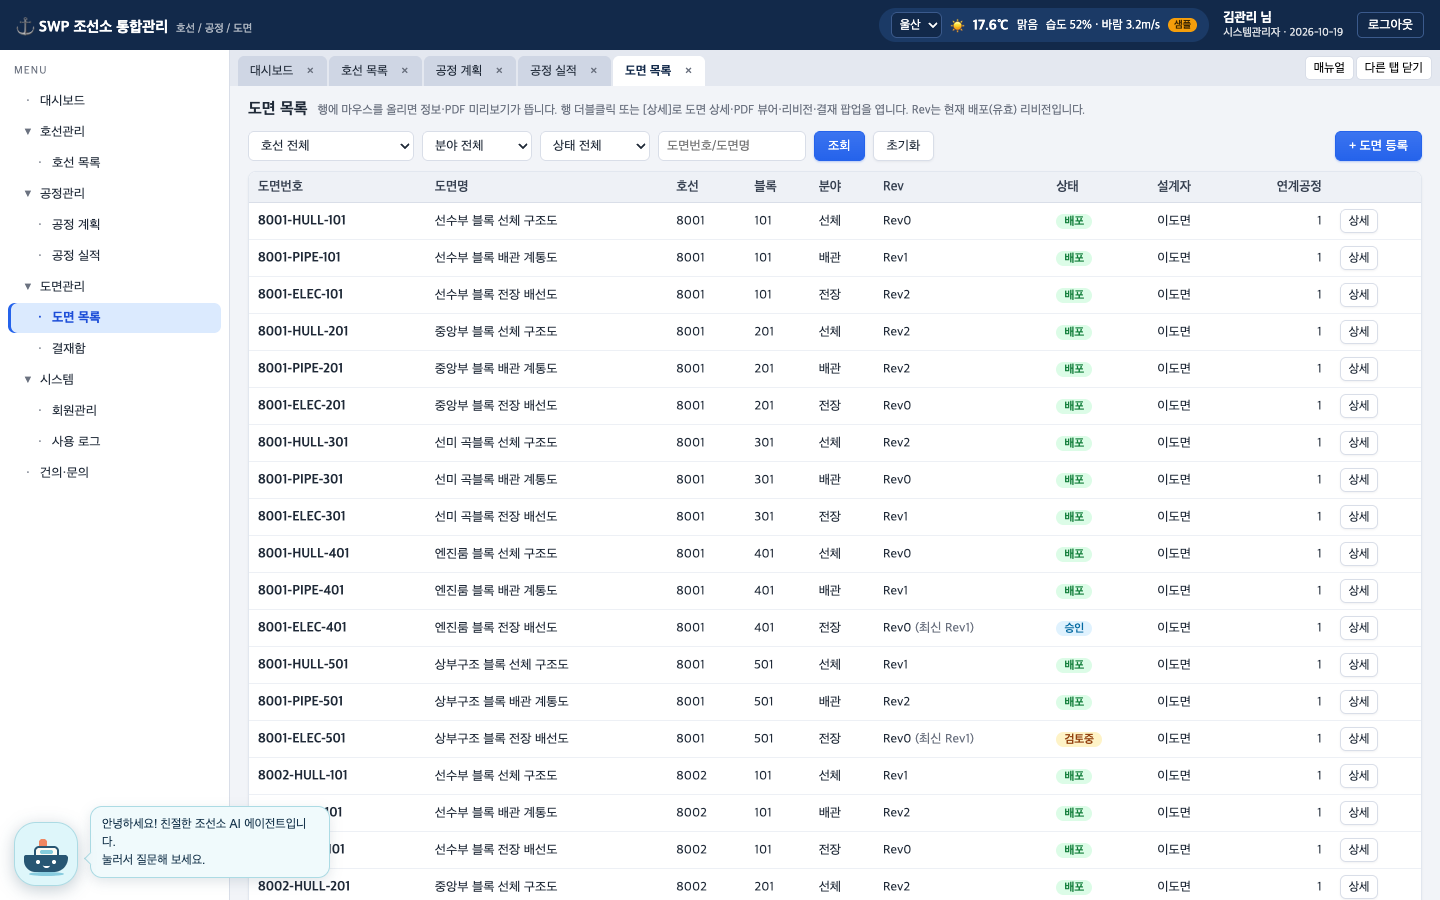 SWP 조선소 통합관리 호선 / 공정 / 도면
울산 17.6℃ 맑음 습도 52% · 바람 3.2m/s 샘플
김관리 님
시스템관리자 · 2026-10-19
로그아웃
MENU
대시보드
호선관리
호선 목록
공정관리
공정 계획
공정 실적
도면관리
도면 목록
결재함
시스템
회원관리
사용 로그
건의·문의
대시보드 × 호선 목록 × 공정 계획 × 공정 실적 × 도면 목록 × 매뉴얼 다른 탭 닫기
도면 목록 행에 마우스를 올리면 정보·PDF 미리보기가 뜹니다. 행 더블클릭 또는 [상세]로 도면 상세·PDF 뷰어·리비전·결재 팝업을 엽니다. Rev는 현재 배포(유효) 리비전입니다.
호선 전체 분야 전체 상태 전체 도면번호/도면명 조회 초기화 + 도면 등록
도면번호 도면명 호선 블록 분야 Rev 상태 설계자 연계공정
8001-HULL-101 선수부 블록 선체 구조도 8001 101 선체 Rev0 배포 이도면 1 상세
8001-PIPE-101 선수부 블록 배관 계통도 8001 101 배관 Rev1 배포 이도면 1 상세
8001-ELEC-101 선수부 블록 전장 배선도 8001 101 전장 Rev2 배포 이도면 1 상세
8001-HULL-201 중앙부 블록 선체 구조도 8001 201 선체 Rev2 배포 이도면 1 상세
8001-PIPE-201 중앙부 블록 배관 계통도 8001 201 배관 Rev2 배포 이도면 1 상세
8001-ELEC-201 중앙부 블록 전장 배선도 8001 201 전장 Rev0 배포 이도면 1 상세
8001-HULL-301 선미 곡블록 선체 구조도 8001 301 선체 Rev2 배포 이도면 1 상세
8001-PIPE-301 선미 곡블록 배관 계통도 8001 301 배관 Rev0 배포 이도면 1 상세
8001-ELEC-301 선미 곡블록 전장 배선도 8001 301 전장 Rev1 배포 이도면 1 상세
8001-HULL-401 엔진룸 블록 선체 구조도 8001 401 선체 Rev0 배포 이도면 1 상세
8001-PIPE-401 엔진룸 블록 배관 계통도 8001 401 배관 Rev1 배포 이도면 1 상세
8001-ELEC-401 엔진룸 블록 전장 배선도 8001 401 전장 Rev0 (최신 Rev1) 승인 이도면 1 상세
8001-HULL-501 상부구조 블록 선체 구조도 8001 501 선체 Rev1 배포 이도면 1 상세
8001-PIPE-501 상부구조 블록 배관 계통도 8001 501 배관 Rev2 배포 이도면 1 상세
8001-ELEC-501 상부구조 블록 전장 배선도 8001 501 전장 Rev0 (최신 Rev1) 검토중 이도면 1 상세
8002-HULL-101 선수부 블록 선체 구조도 8002 101 선체 Rev1 배포 이도면 1 상세
101 선수부 블록 배관 계통도 8002 101 배관 Rev2 배포 이도면 1 상세
101 선수부 블록 전장 배선도 8002 101 전장 Rev0 배포 이도면 1 상세
8002-HULL-201 중앙부 블록 선체 구조도 8002 201 선체 Rev2 배포 이도면 1 상세
안녕하세요! 친절한 조선소 AI 에이전트입니
다.
눌러서 질문해 보세요.